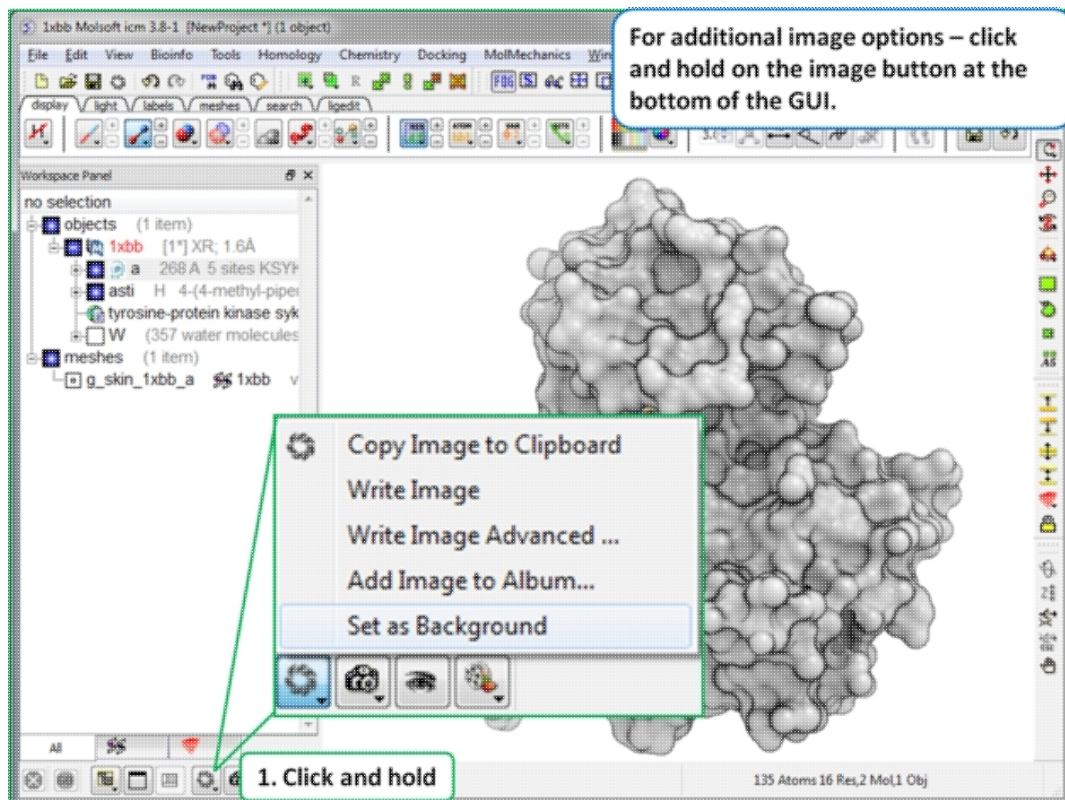 1xbb Molsoft icm 3.8-1 [NewProject *] (1 object)
File Edit View Bioinfo Tools Homology Chemistry Docking MolMechanics
For additional image options – click
and hold on the image button at the
bottom of the GUI.
display light labels meshes search ligedit
Workspace Panel
no selection
objects (1 item)
1xbb [1*] XR; 1.6Å
a 268 A 5 sites
asti H
tyrosine-protein kinase syk
W (357 water molecules
meshes (1 item)
g_skin_1xbb_a 1xbb
Copy Image to Clipboard
Write Image
Write Image Advanced ...
Add Image to Album...
Set as Background
All
1. Click and hold
135 Atoms 16 Res,2 Mol,1 Obj